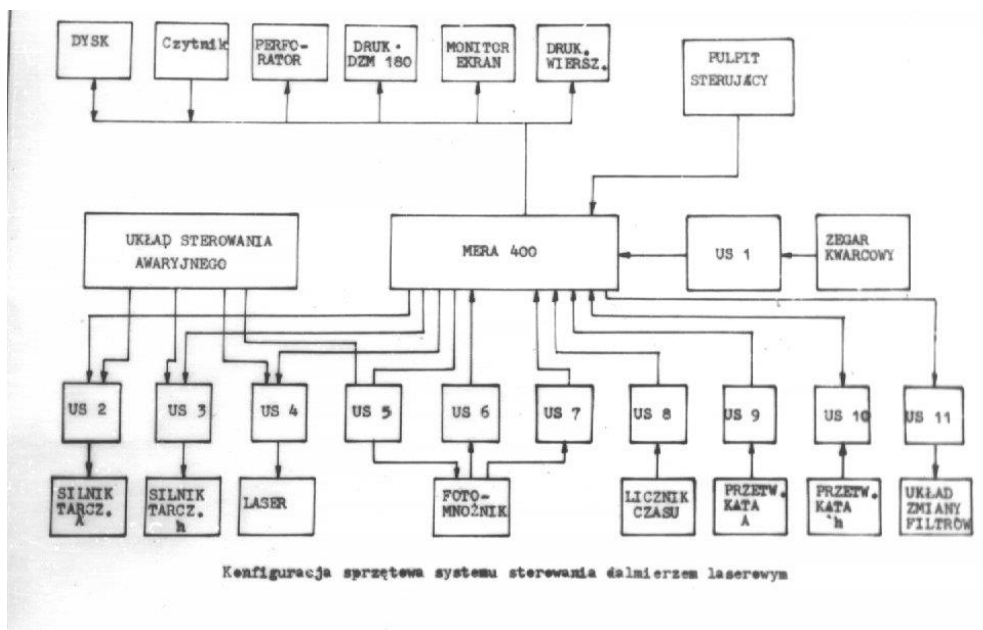 DYSK
Czytnik
PERFO-
RATOR
DRUK.
DZM 180
MONITOR
EKRAN
DRUK.
WIERSZ.
PULPIT
STERUJĄCY
UKŁAD STEROWANIA
AWARYJNEGO
MERA 400
US 1
ZEGAR
KWARCOWY
US 2
US 3
US 4
US 5
US 6
US 7
US 8
US 9
US 10
US 11
SILNIK
TARCZ.
A
SILNIK
TARCZ.
h
LASER
FOTO-
MNOŻNIK
LICZNIK
CZASU
PRZETW.
KATA
A
PRZETW.
KATA
h
UKŁAD
ZMIANY
FILTRÓW
Konfiguracja sprzętowa systemu sterowania dalmierzem laserowym